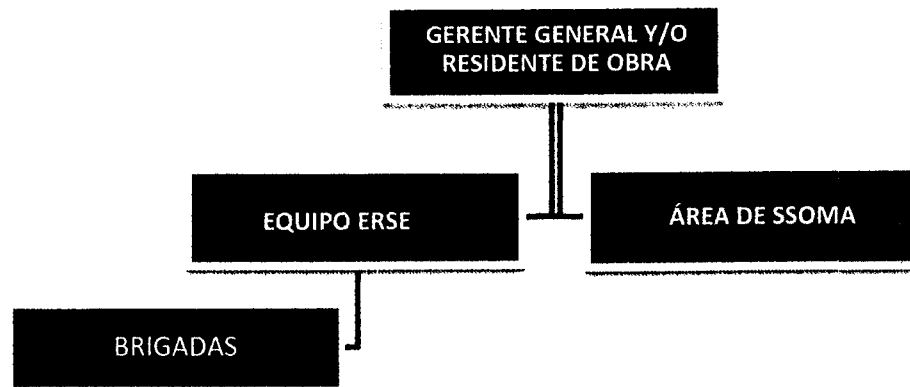 GERENTE GENERAL Y/O
RESIDENTE DE OBRA
EQUIPO ERSE
ÁREA DE SSOMA
BRIGADAS